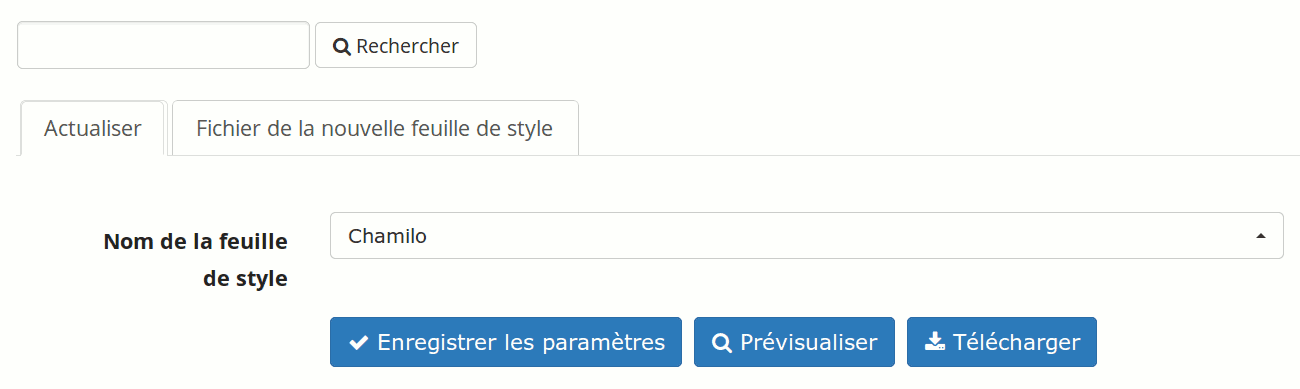 Rechercher
Actualiser
Fichier de la nouvelle feuille de style
Nom de la feuille
de style
Chamilo
Enregistrer les paramètres
Prévisualiser
Télécharger